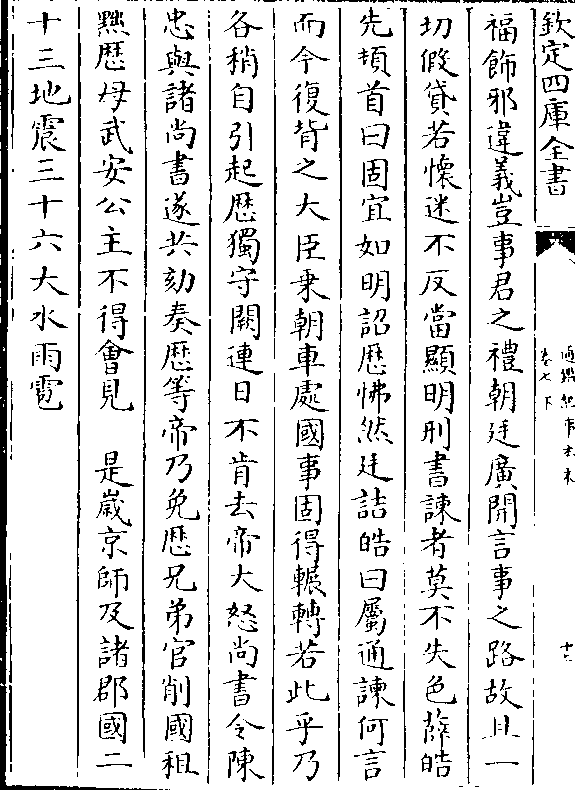 欽定四庫全書
通鑑紀事本末
卷七下
十二
福飾邪違義豈事君之禮朝廷廣開言事之路故且一
切假貸若懷迷不反當顯明刑書諫者莫不失色薛皓
先頓首曰固宜如明詔歷怫然廷詰皓曰屬通諫何言
而今復背之大臣乗朝車處國事固得輾轉若此乎乃
各稍自引起歷獨守闕連日不肯去帝大怒尚書令陳
忠與諸尚書遂共劾奏歷等帝乃免歷兄弟官削國租
黜歷母武安公主不得會見　是嵗京師及諸郡國二
十三地震三十六大水雨雹